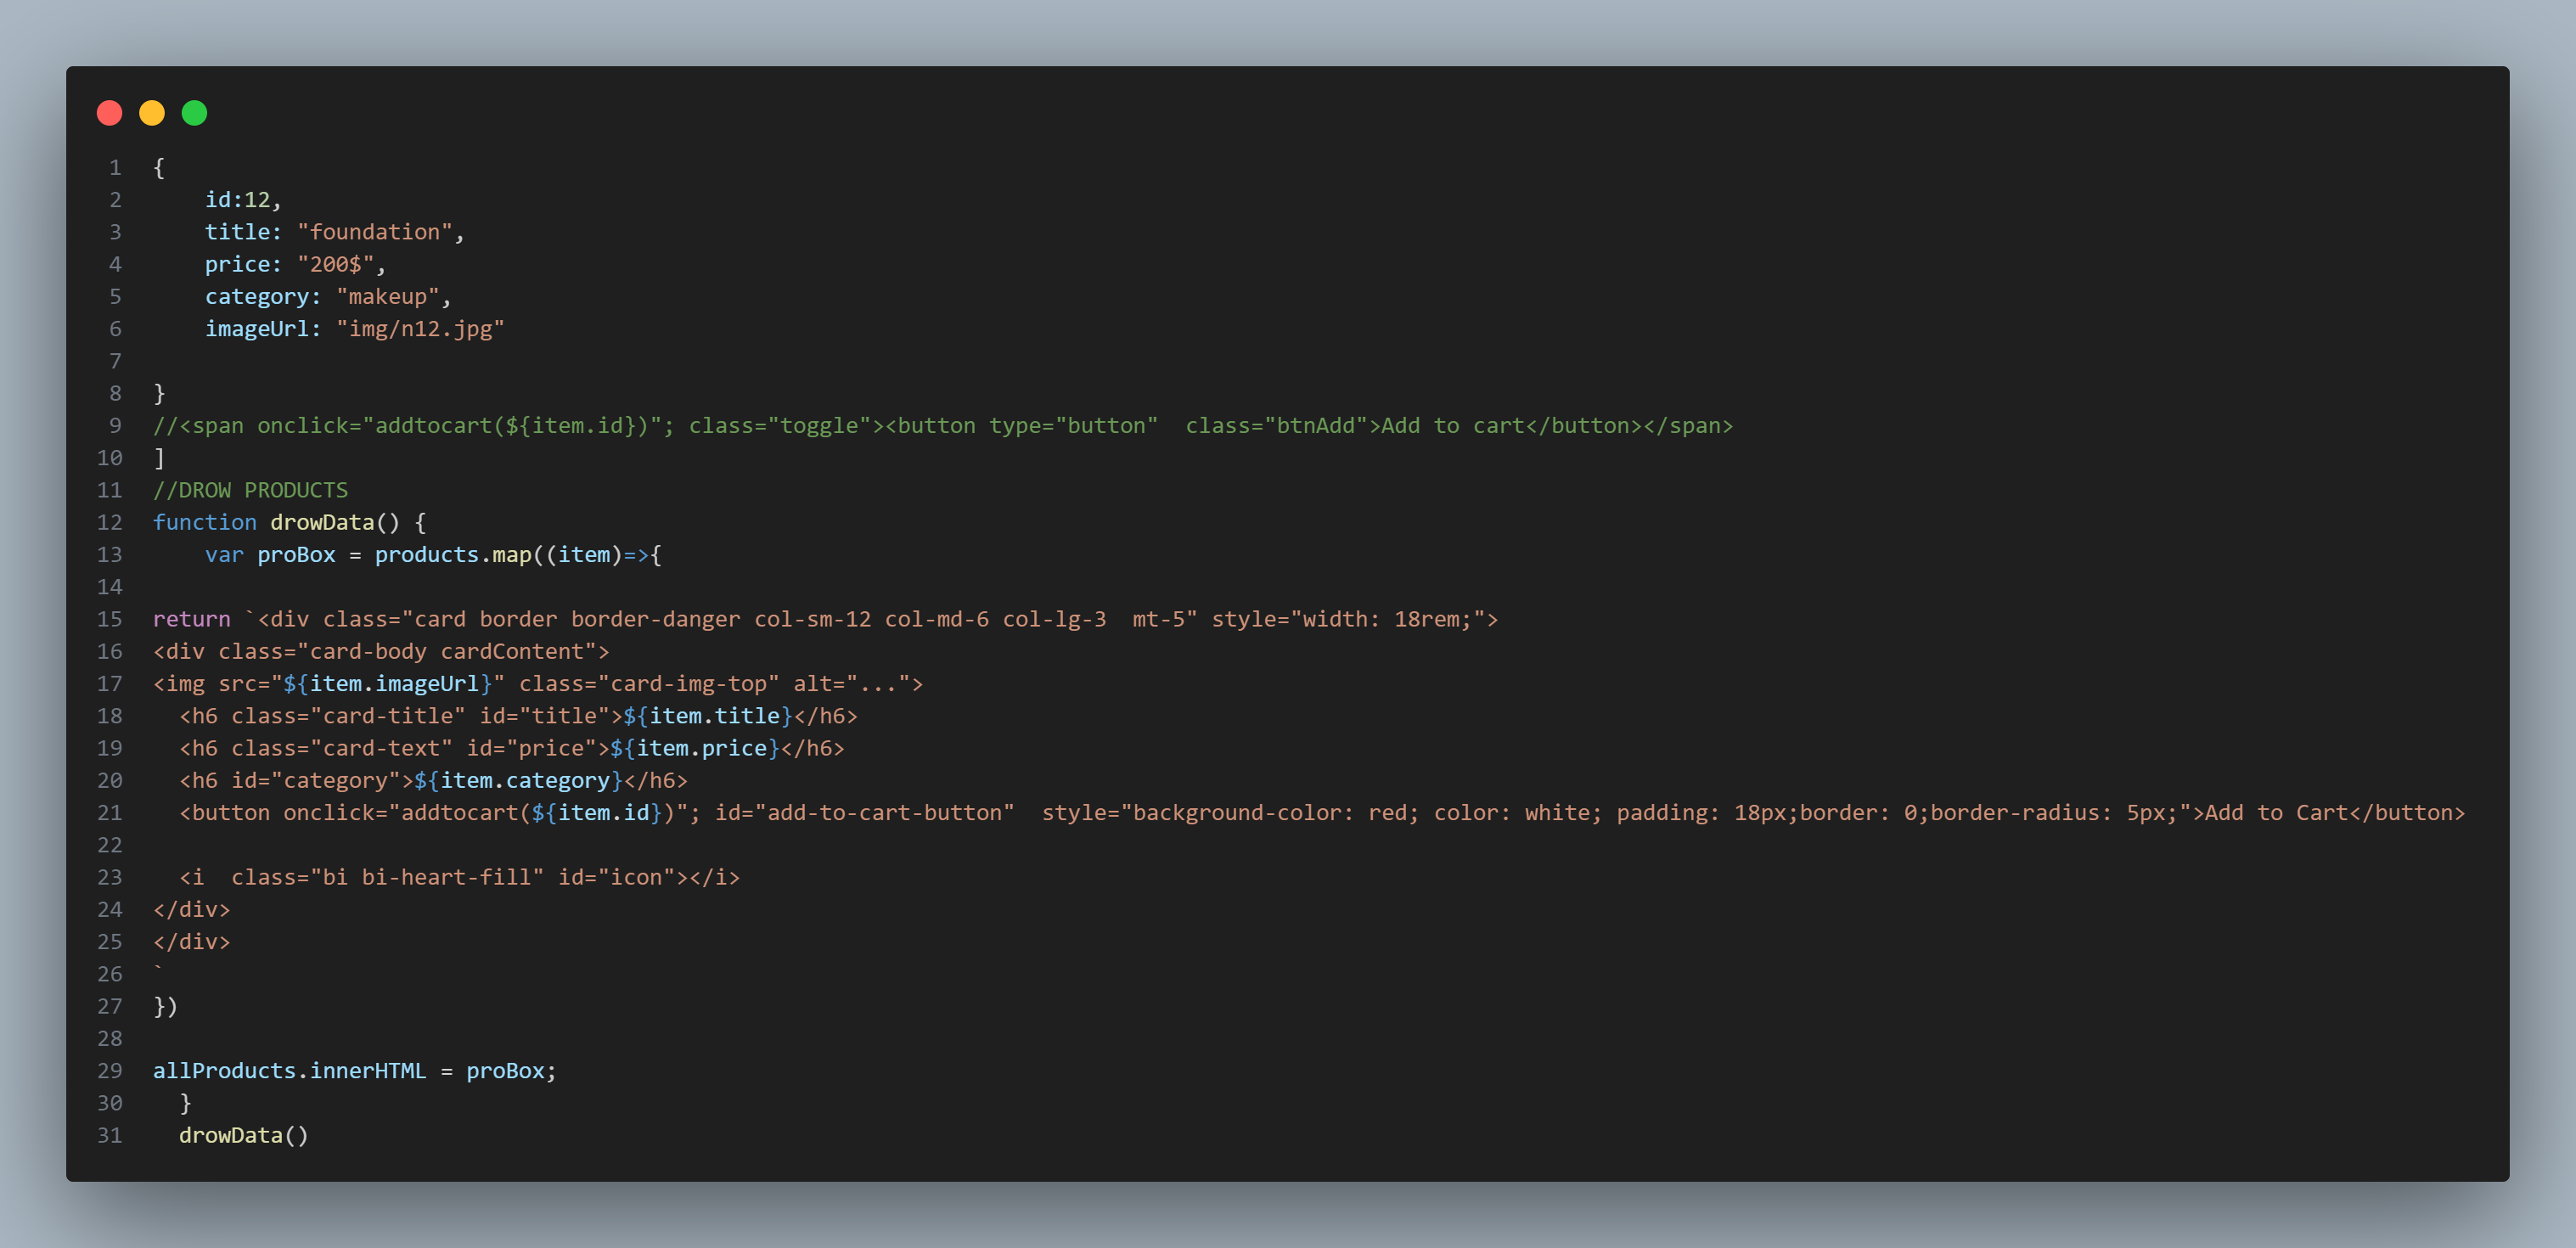 1 {
2     id:12,
3     title: "foundation",
4     price: "200$",
5     category: "makeup",
6     imageUrl: "img/n12.jpg"
7
8 }
9 //<span onclick="addtocart(${item.id})"; class="toggle"><button type="button"  class="btnAdd">Add to cart</button></span>
10 ]
11 //DROW PRODUCTS
12 function drowData() {
13     var proBox = products.map((item)=>{
14
15 return `<div class="card border border-danger col-sm-12 col-md-6 col-lg-3  mt-5" style="width: 18rem;">
16 <div class="card-body cardContent">
17 <img src="${item.imageUrl}" class="card-img-top" alt="...">
18   <h6 class="card-title" id="title">${item.title}</h6>
19   <h6 class="card-text" id="price">${item.price}</h6>
20   <h6 id="category">${item.category}</h6>
21   <button onclick="addtocart(${item.id})"; id="add-to-cart-button"  style="background-color: red; color: white; padding: 18px;border: 0;border-radius: 5px;">Add to Cart</button>
22
23   <i  class="bi bi-heart-fill" id="icon"></i>
24 </div>
25 </div>
26 `
27 })
28
29 allProducts.innerHTML = proBox;
30   }
31   drowData()